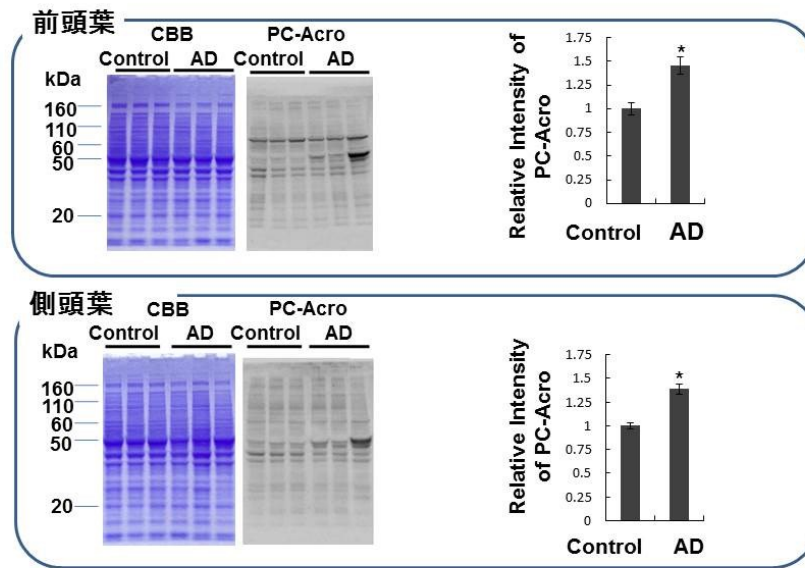 前頭葉
CBB PC-Acro
Control AD Control AD
kDa
160
110
60
50
20
Relative Intensity of
PC-Acro
1.75
1.5
1.25
1
0.75
0.5
0.25
0
*
Control AD
側頭葉
CBB PC-Acro
Control AD Control AD
kDa
160
110
60
50
20
Relative Intensity
of PC-Acro
1.75
1.5
1.25
1
0.75
0.5
0.25
0
*
Control AD